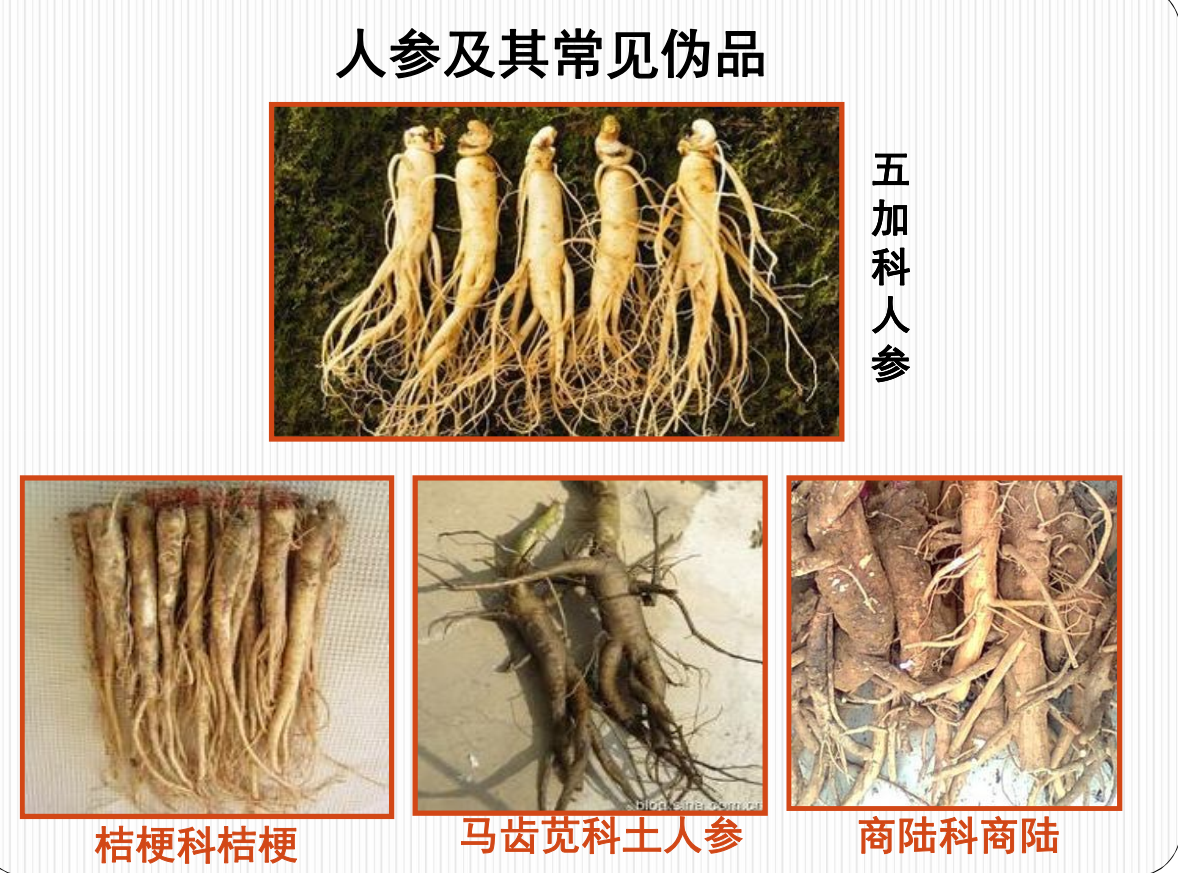 人参及其常见伪品
五加科人参
blog.sina.com.cn
桔梗科桔梗
马齿苋科土人参
商陆科商陆